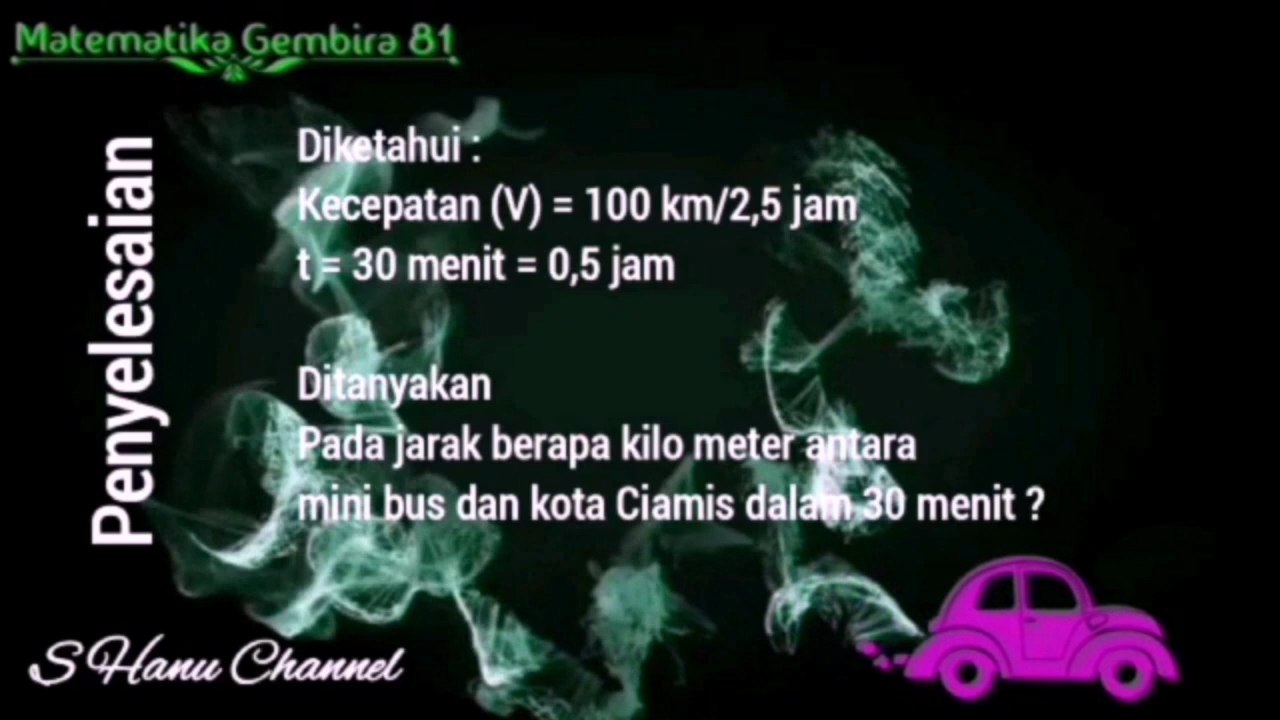 Matematika Gembira 81
Penyelesaian
Diketahui :
Kecepatan (V) = 100 km/2,5 jam
t = 30 menit = 0,5 jam
Ditanyakan
Pada jarak berapa kilo meter antara
mini bus dan kota Ciamis dalam 30 menit ?
S Hanu Channel